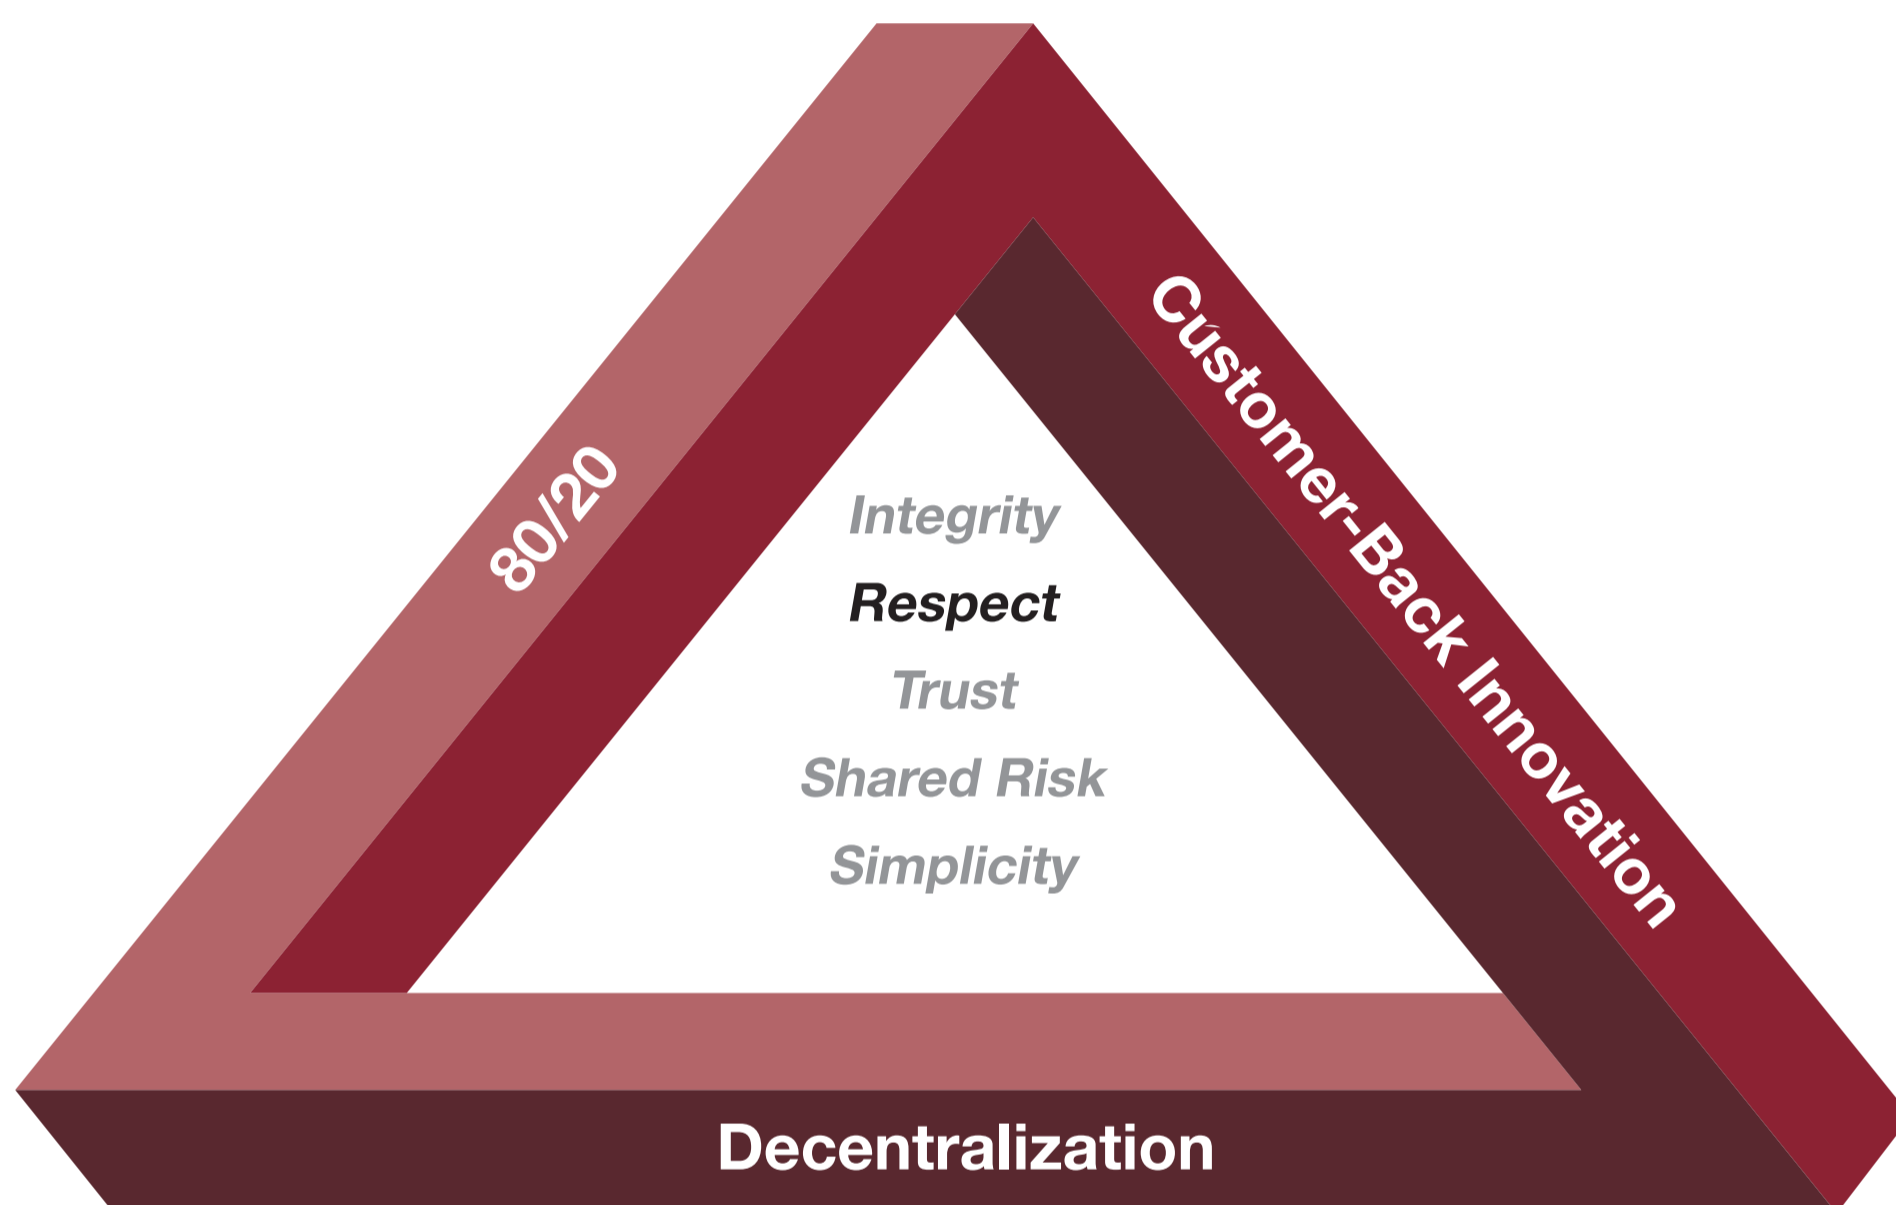 80/20
Customer-Back Innovation
Integrity
Respect
Trust
Shared Risk
Simplicity
Decentralization